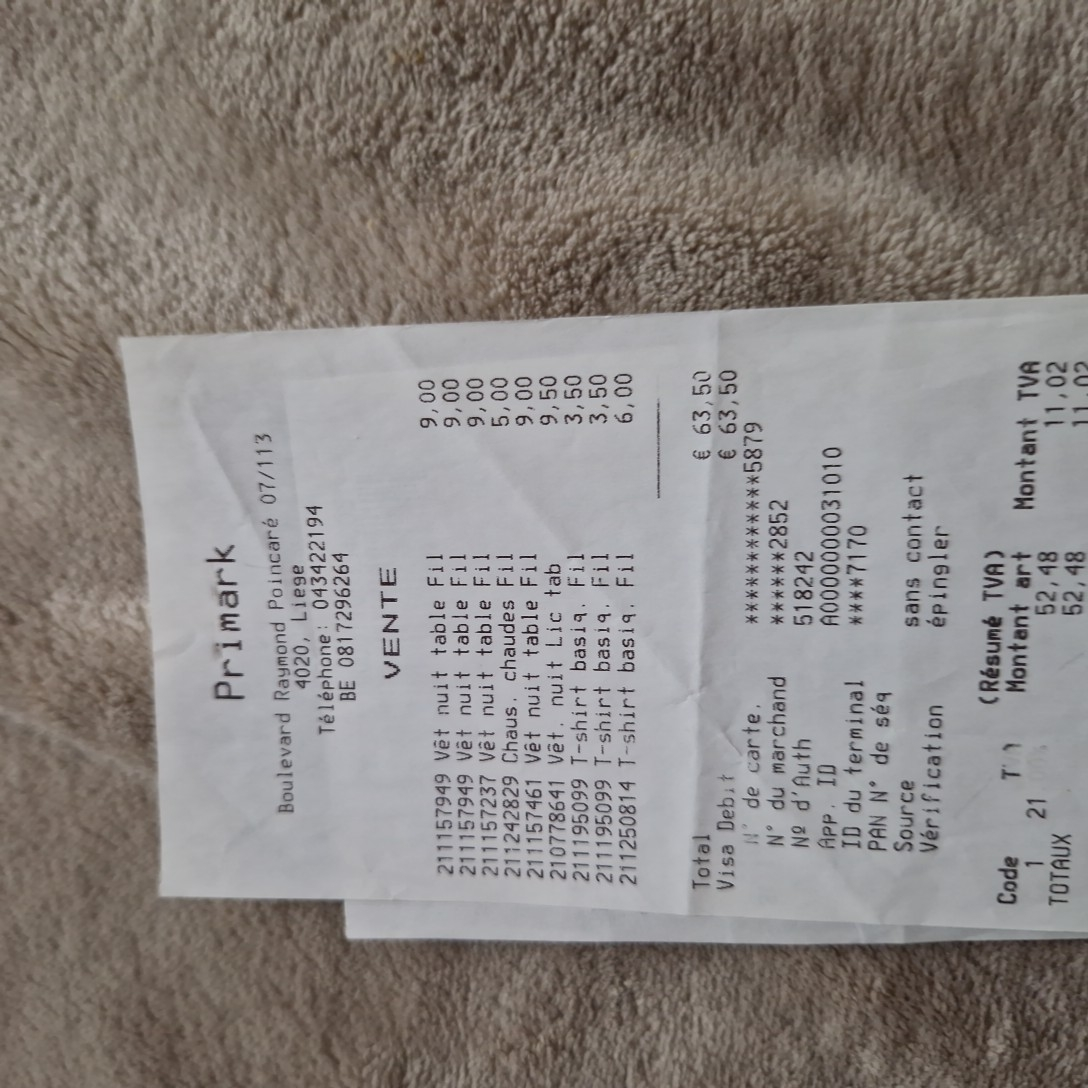 Primark
Boulevard Raymond Poincaré 07/113
4020, Liege
Téléphone: 043422194
BE 0817296264
VENTE
211157949 Vêt nuit table Fil 9,00
211157949 Vêt nuit table Fil 9,00
211157237 Vêt nuit table Fil 9,00
211242829 Chaus. chaudes Fil 5,00
211157461 Vêt nuit table Fil 9,00
210778641 Vêt. nuit Lic tab 9,50
211195099 T-shirt basiq. Fil 3,50
211195099 T-shirt basiq. Fil 3,50
211250814 T-shirt basiq. Fil 6,00
Total € 63,50
Visa Debit € 63,50
N° de carte. ************5879
N° du marchand ******2852
Nº d'Auth 518242
App. ID A0000000031010
ID du terminal ****7170
PAN N° de séq
Source sans contact
Vérification épingler
(Résumé TVA)
Code Montant art Montant TVA
1 21 52,48 11,02
TOTAUX 52,48 11,02